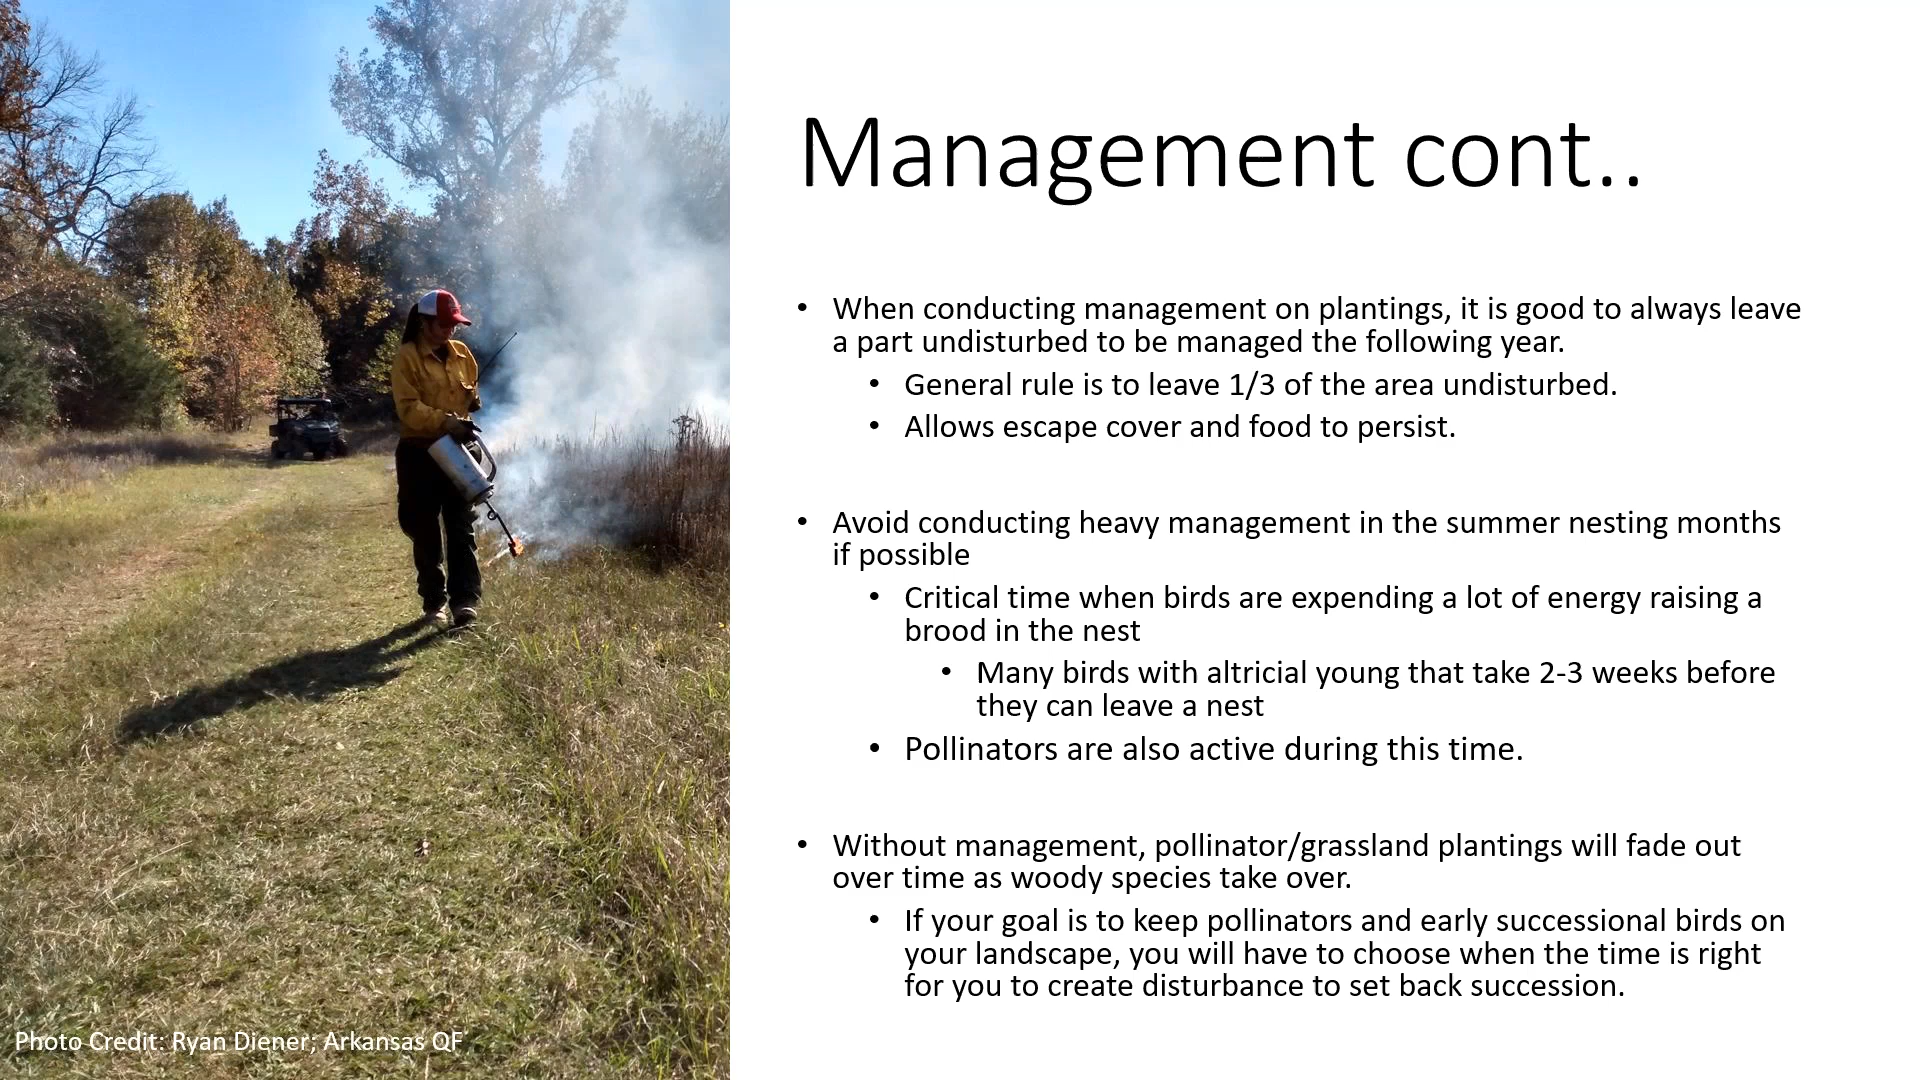 Management cont..
• When conducting management on plantings, it is good to always leave
a part undisturbed to be managed the following year.
• General rule is to leave 1/3 of the area undisturbed.
• Allows escape cover and food to persist.
• Avoid conducting heavy management in the summer nesting months
if possible
• Critical time when birds are expending a lot of energy raising a
brood in the nest
• Many birds with altricial young that take 2-3 weeks before
they can leave a nest
• Pollinators are also active during this time.
• Without management, pollinator/grassland plantings will fade out
over time as woody species take over.
• If your goal is to keep pollinators and early successional birds on
your landscape, you will have to choose when the time is right
for you to create disturbance to set back succession.
Photo Credit: Ryan Diener; Arkansas QF